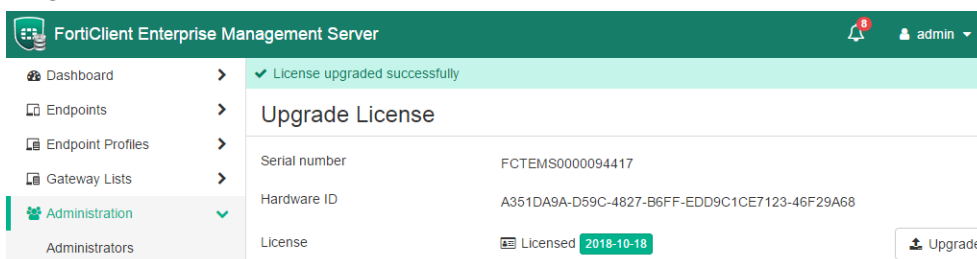 FortiClient Enterprise Management Server
8
admin
Dashboard
License upgraded successfully
Endpoints
Upgrade License
Endpoint Profiles
Serial number FCTEMS0000094417
Gateway Lists
Hardware ID A351DA9A-D59C-4827-B6FF-EDD9C1CE7123-46F29A68
Administration
License Licensed 2018-10-18 Upgrade
Administrators